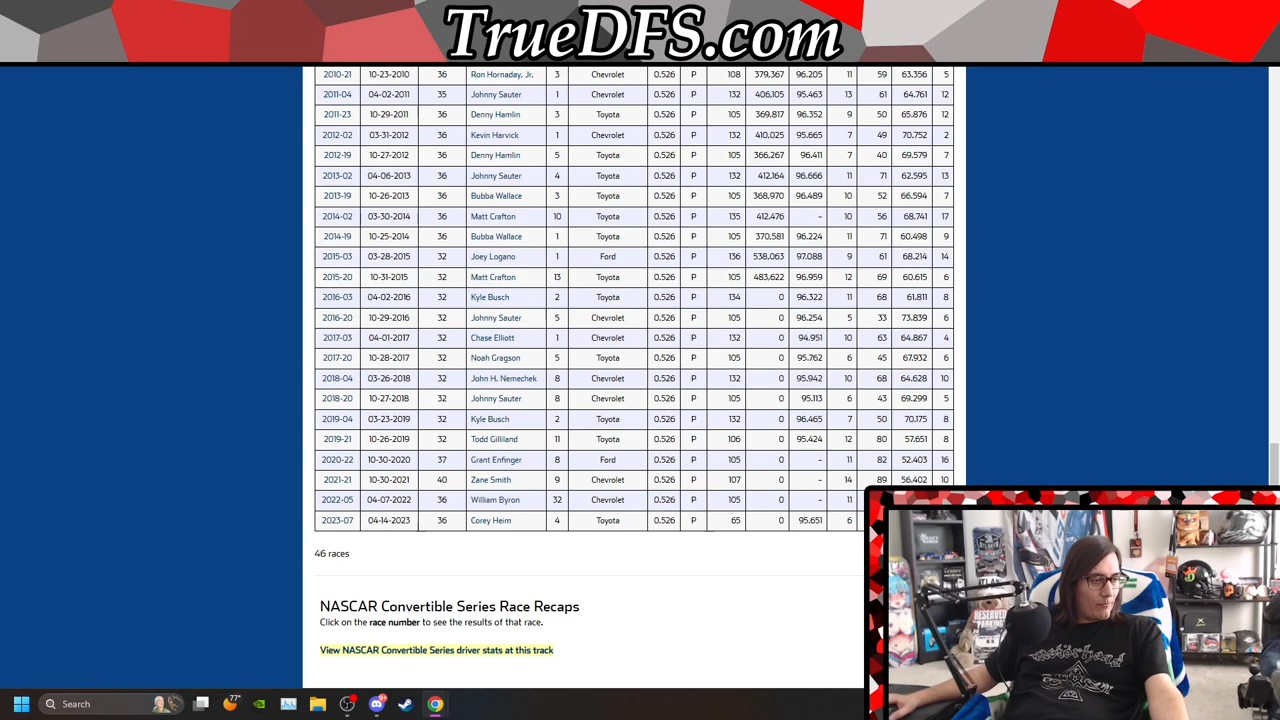 TrueDFS.com
2010-21 10-23-2010 36 Ron Hornaday, Jr. 3 Chevrolet 0.526 P 108 379,367 96.205 11 59 63.356 5
2011-04 04-02-2011 35 Johnny Sauter 1 Chevrolet 0.526 P 132 406,105 95.463 13 61 64.761 12
2011-23 10-29-2011 36 Denny Hamlin 3 Toyota 0.526 P 105 369,817 96.352 9 50 65.876 12
2012-02 03-31-2012 36 Kevin Harvick 1 Chevrolet 0.526 P 132 410,025 95.665 7 49 70.752 2
2012-19 10-27-2012 36 Denny Hamlin 5 Toyota 0.526 P 105 366,267 96.411 7 40 69.579 7
2013-02 04-06-2013 36 Johnny Sauter 4 Toyota 0.526 P 132 412,164 96.666 11 71 62.595 13
2013-19 10-26-2013 36 Bubba Wallace 3 Toyota 0.526 P 105 368,970 96.489 10 52 66.594 7
2014-02 03-30-2014 36 Matt Crafton 10 Toyota 0.526 P 135 412,476 - 10 56 68.741 17
2014-19 10-25-2014 36 Bubba Wallace 1 Toyota 0.526 P 105 370,581 96.224 11 71 60.498 9
2015-03 03-28-2015 32 Joey Logano 1 Ford 0.526 P 136 538,063 97.088 9 61 68.214 14
2015-20 10-31-2015 32 Matt Crafton 13 Toyota 0.526 P 105 483,622 96.959 12 69 60.615 6
2016-03 04-02-2016 32 Kyle Busch 2 Toyota 0.526 P 134 0 96.322 11 68 61.811 8
2016-20 10-29-2016 32 Johnny Sauter 5 Chevrolet 0.526 P 105 0 96.254 5 33 73.839 6
2017-03 04-01-2017 32 Chase Elliott 1 Chevrolet 0.526 P 132 0 94.951 10 63 64.867 4
2017-20 10-28-2017 32 Noah Gragson 5 Toyota 0.526 P 105 0 95.762 6 45 67.932 6
2018-04 03-26-2018 32 John H. Nemechek 8 Chevrolet 0.526 P 132 0 95.942 10 68 64.628 10
2018-20 10-27-2018 32 Johnny Sauter 8 Chevrolet 0.526 P 105 0 95.113 6 43 69.299 5
2019-04 03-23-2019 32 Kyle Busch 2 Toyota 0.526 P 132 0 96.465 7 50 70.175 8
2019-21 10-26-2019 32 Todd Gilliland 11 Toyota 0.526 P 106 0 95.424 12 80 57.651 8
2020-22 10-30-2020 37 Grant Enfinger 8 Ford 0.526 P 105 0 - 11 82 52.403 16
2021-21 10-30-2021 40 Zane Smith 9 Chevrolet 0.526 P 107 0 - 14 89 56.402 10
2022-05 04-07-2022 36 William Byron 32 Chevrolet 0.526 P 105 0 - 11
2023-07 04-14-2023 36 Corey Heim 4 Toyota 0.526 P 65 0 95.651 6
46 races
NASCAR Convertible Series Race Recaps
Click on the race number to see the results of that race.
View NASCAR Convertible Series driver stats at this track
RESERVED
PARKING
motörhead
Search
77°